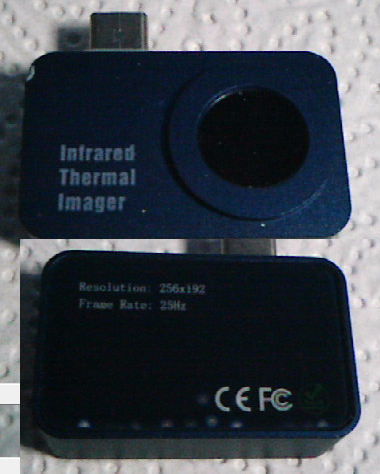 Infrared
Thermal
Imager
Resolution: 256x192
Frame Rate: 25Hz
CE FC